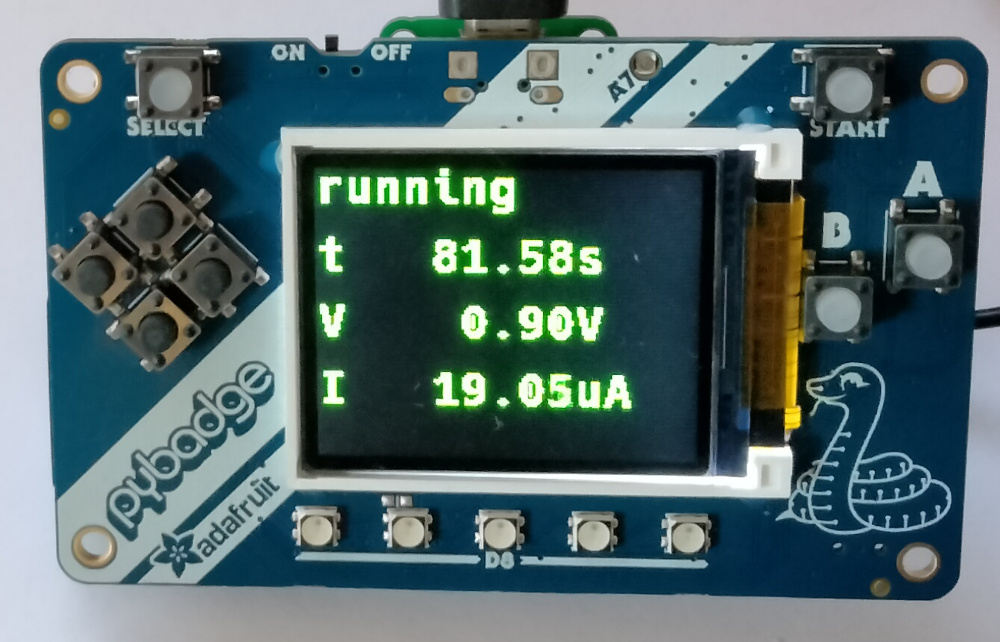 ON OFF
A7
SELECT
START
A
B
running
t 81.58s
V 0.90V
I 19.05uA
pybadge
adafruit
D8